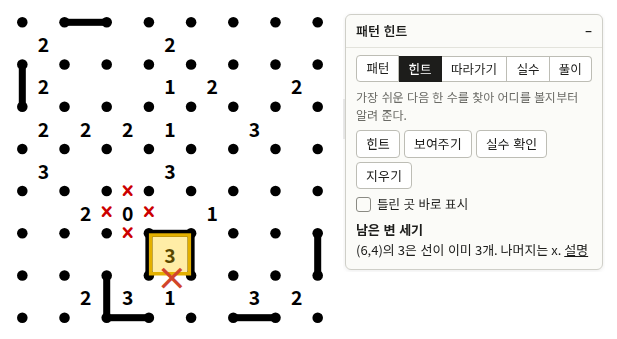 2 2
2 1 2 2
2 2 2 1 3
3 3
2 0 1
3
2 3 1 3 2
패턴 힌트 −
패턴 힌트 따라가기 실수 풀이
가장 쉬운 다음 한 수를 찾아 어디를 볼지부터
알려 준다.
힌트 보여주기 실수 확인
지우기
틀린 곳 바로 표시
남은 변 세기
(6,4)의 3은 선이 이미 3개. 나머지는 x. 설명